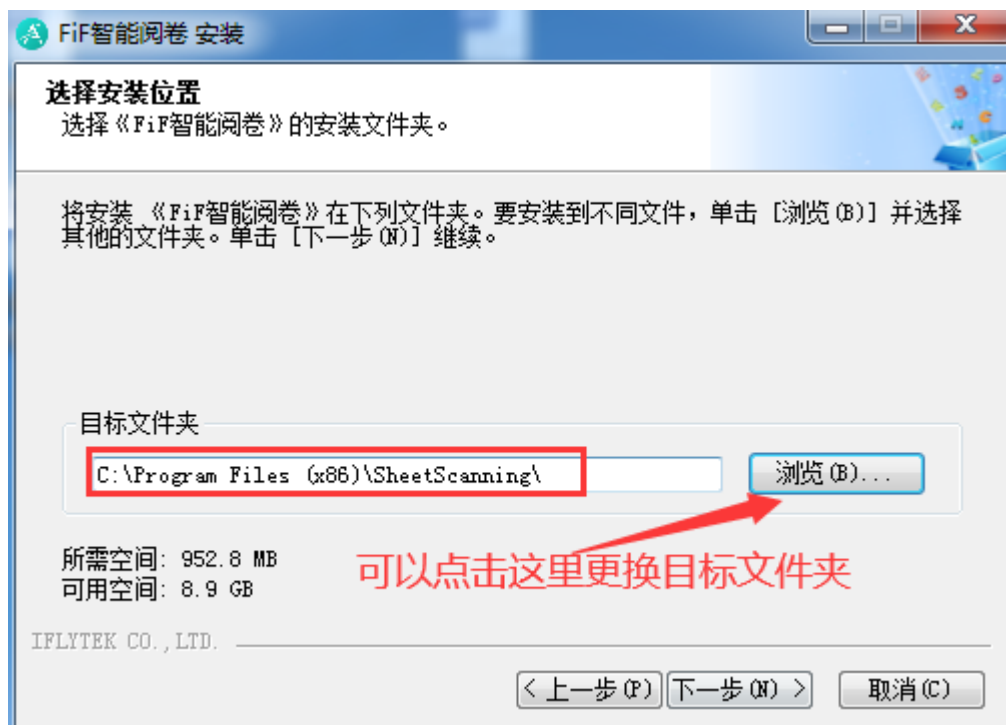 FiF智能阅卷 安装
选择安装位置
选择《FiF智能阅卷》的安装文件夹。
将安装 《FiF智能阅卷》在下列文件夹。要安装到不同文件，单击 [浏览(B)] 并选择
其他的文件夹。单击 [下一步(N)] 继续。
目标文件夹
C:\Program Files (x86)\SheetScanning\
浏览(B)...
所需空间: 952.8 MB
可用空间: 8.9 GB
可以点击这里更换目标文件夹
IFLYTEK CO.,LTD.
< 上一步(P)
下一步(N) >
取消(C)